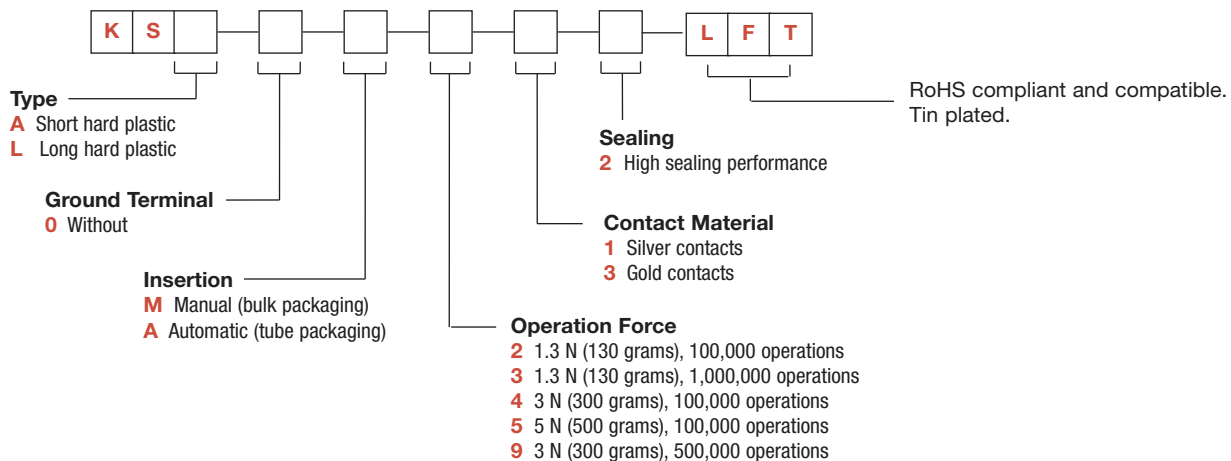 K S L F T
RoHS compliant and compatible.
Tin plated.
Type
A Short hard plastic
L Long hard plastic
Sealing
2 High sealing performance
Ground Terminal
0 Without
Contact Material
1 Silver contacts
3 Gold contacts
Insertion
M Manual (bulk packaging)
A Automatic (tube packaging)
Operation Force
2 1.3 N (130 grams), 100,000 operations
3 1.3 N (130 grams), 1,000,000 operations
4 3 N (300 grams), 100,000 operations
5 5 N (500 grams), 100,000 operations
9 3 N (300 grams), 500,000 operations